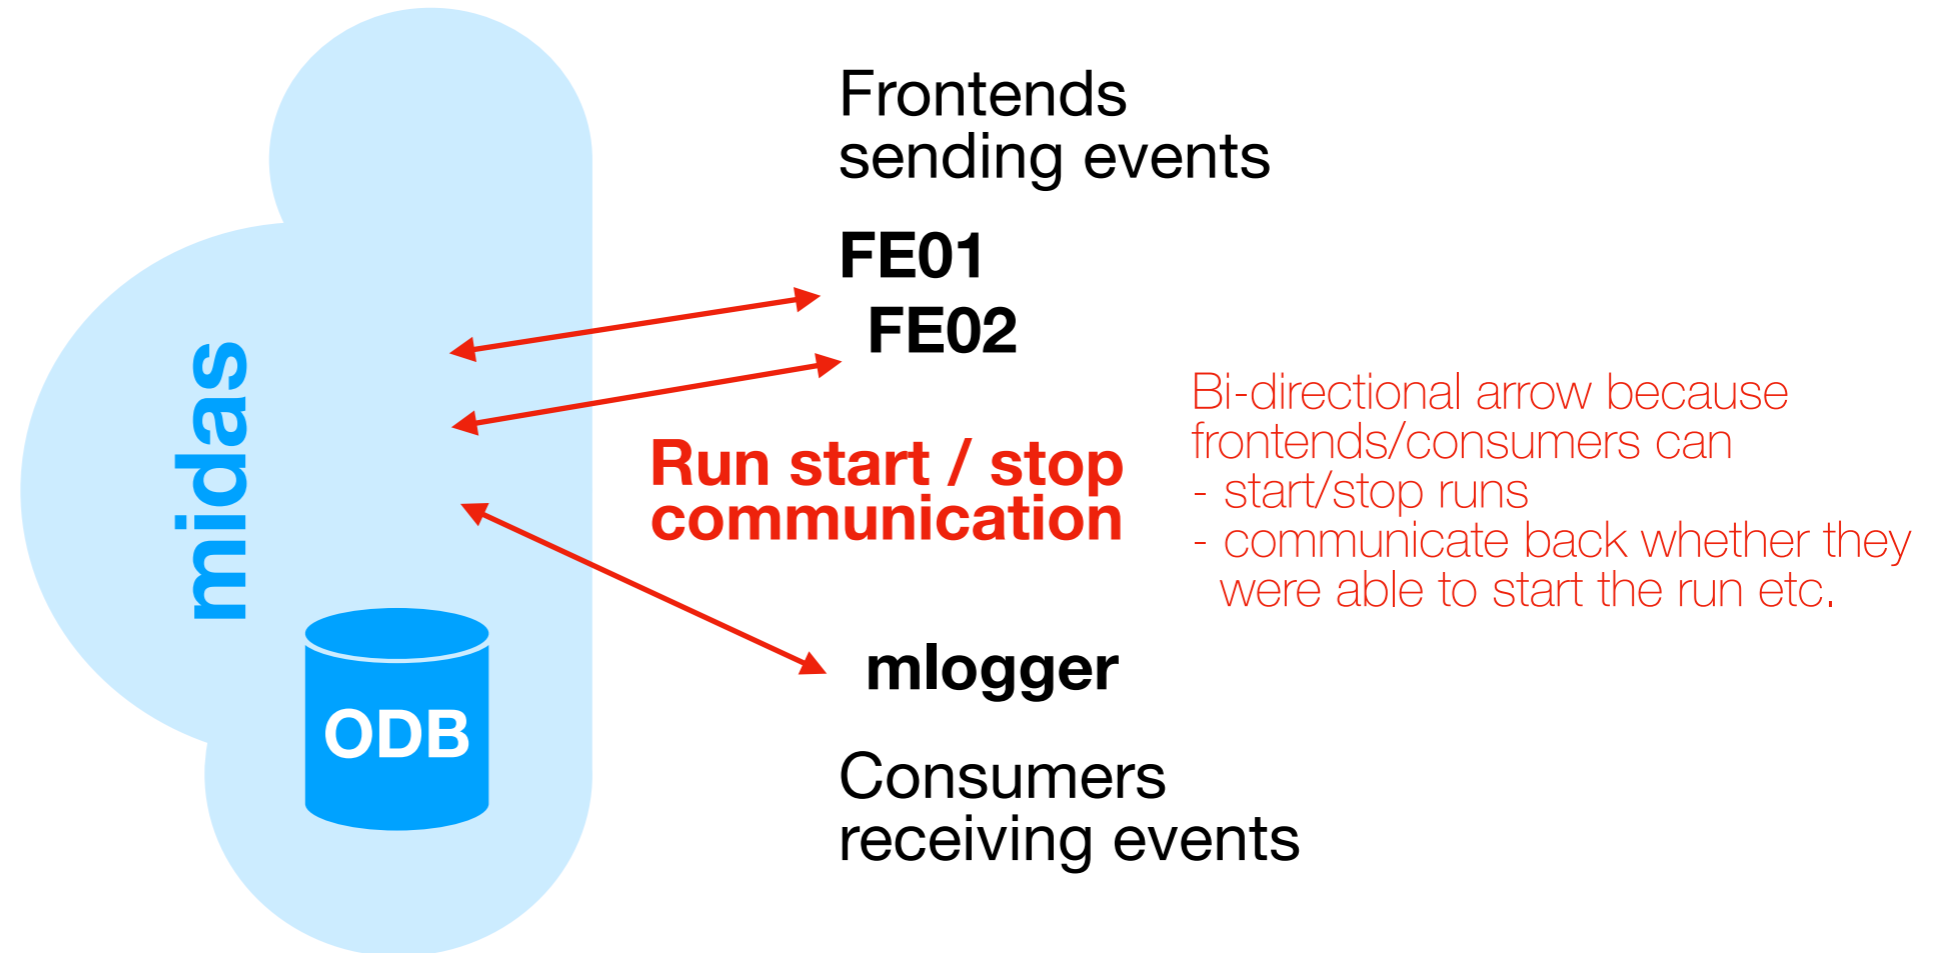 Frontends
sending events
FE01
FE02
midas
Run start / stop
communication
Bi-directional arrow because
frontends/consumers can
- start/stop runs
- communicate back whether they
were able to start the run etc.
mlogger
ODB
Consumers
receiving events